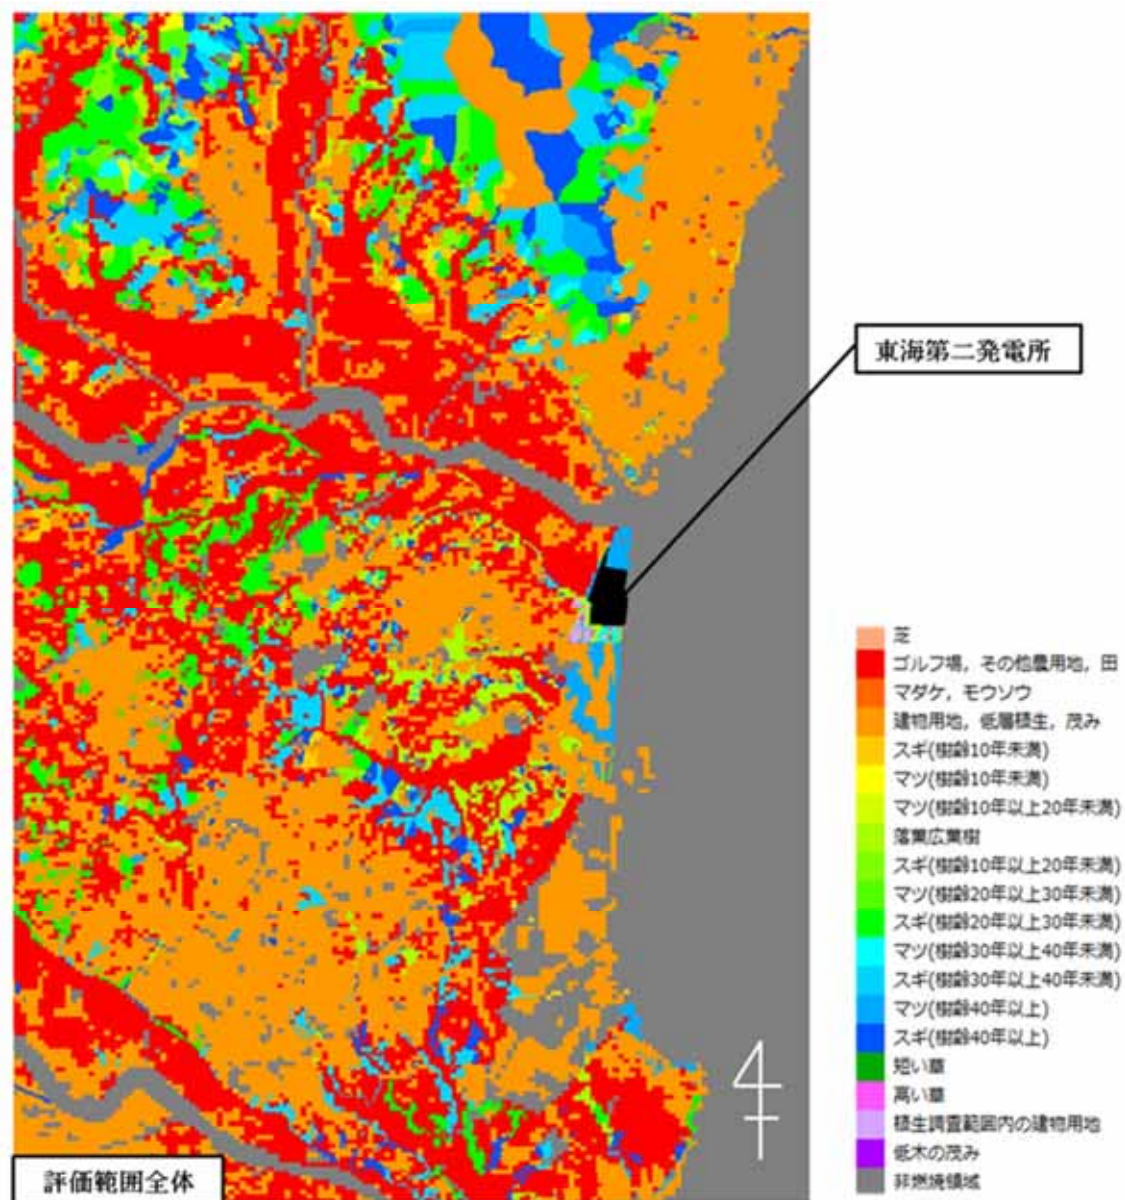 東海第二発電所
芝
ゴルフ場，その他農用地，田
マダケ，モウソウ
建物用地，低層植生，茂み
スギ(樹齢10年未満)
マツ(樹齢10年未満)
マツ(樹齢10年以上20年未満)
落葉広葉樹
スギ(樹齢10年以上20年未満)
マツ(樹齢20年以上30年未満)
スギ(樹齢20年以上30年未満)
マツ(樹齢30年以上40年未満)
スギ(樹齢30年以上40年未満)
マツ(樹齢40年以上)
スギ(樹齢40年以上)
短い草
高い草
植生調査範囲内の建物用地
低木の茂み
非燃焼領域
評価範囲全体